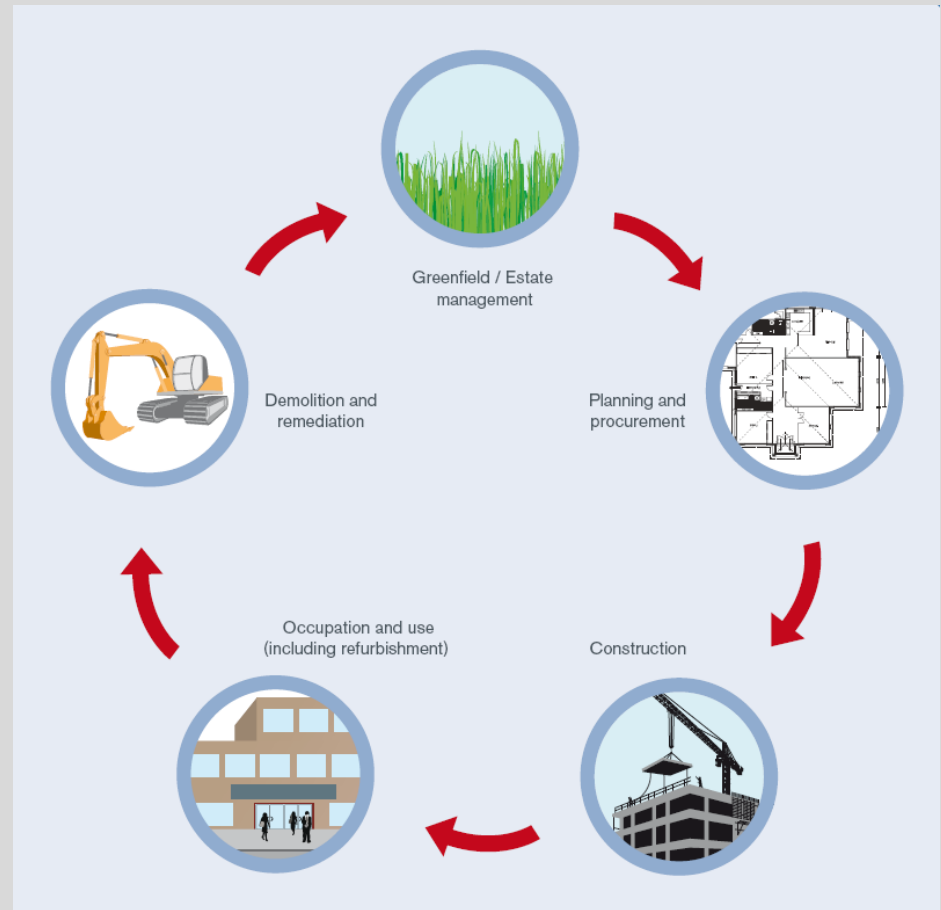 Greenfield / Estate
management
Demolition and
remediation
Planning and
procurement
Occupation and use
(including refurbishment)
Construction